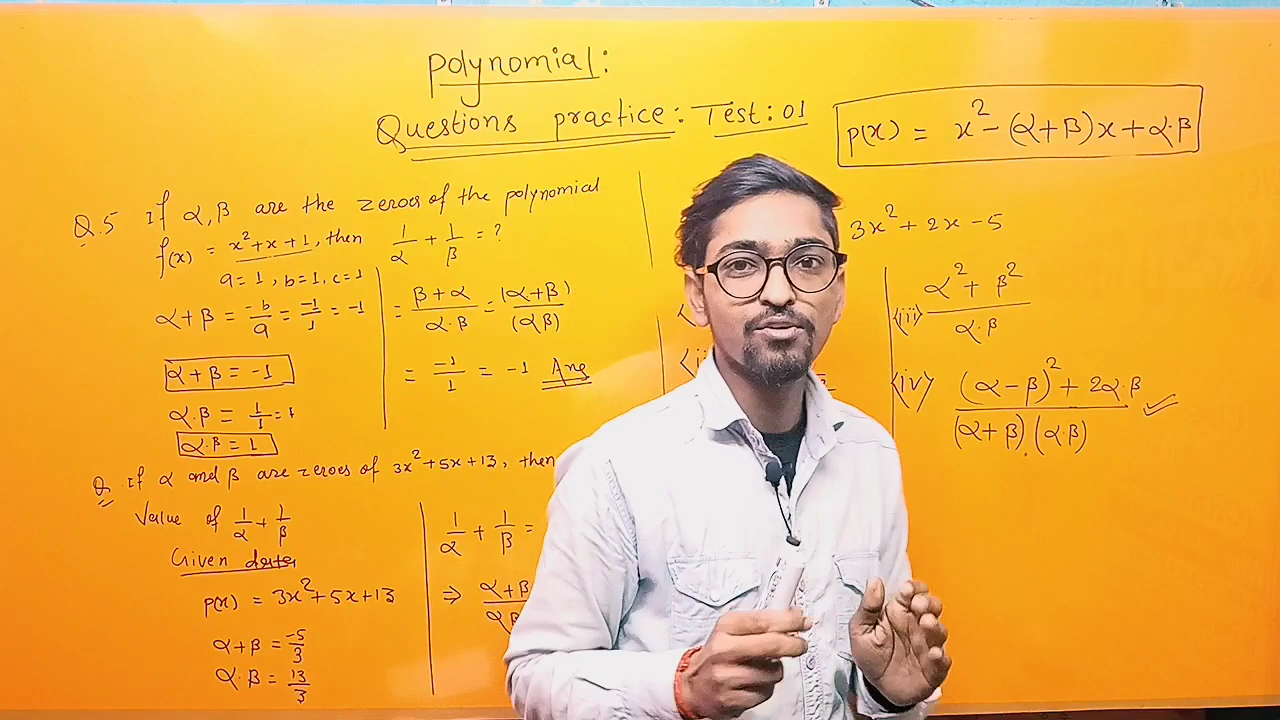 Polynomial:
Questions practice: Test: 01
p(x) = x² - (α+β)x + α·β
Q.5 If α, β are the zeroes of the polynomial
f(x) = x²+x+1, then 1/α + 1/β = ?
a=1, b=1, c=1
α+β = -b/a = -1/1 = -1
α+β = -1
α·β = 1/1 = 1
α·β = 1
= β+α/α·β = (α+β)/(αβ)
= -1/1 = -1 Ans
Q. If α and β are zeroes of 3x²+5x+13, then
Value of 1/α + 1/β
Given data
p(x) = 3x²+5x+13
α+β = -5/3
α·β = 13/3
1/α + 1/β =
⇒ α+β
3x² + 2x - 5
<iii> α² + β²/α·β
<iv> (α-β)² + 2α·β/(α+β).(αβ) ✓